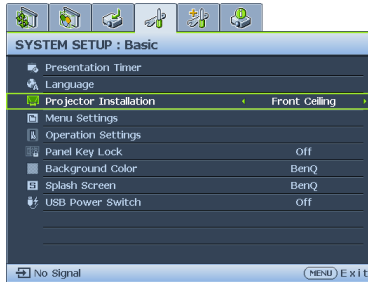 SYSTEM SETUP : Basic
Presentation Timer
Language
Projector Installation Front Ceiling
Menu Settings
Operation Settings
Panel Key Lock Off
Background Color BenQ
Splash Screen BenQ
USB Power Switch Off
No Signal MENU Exit